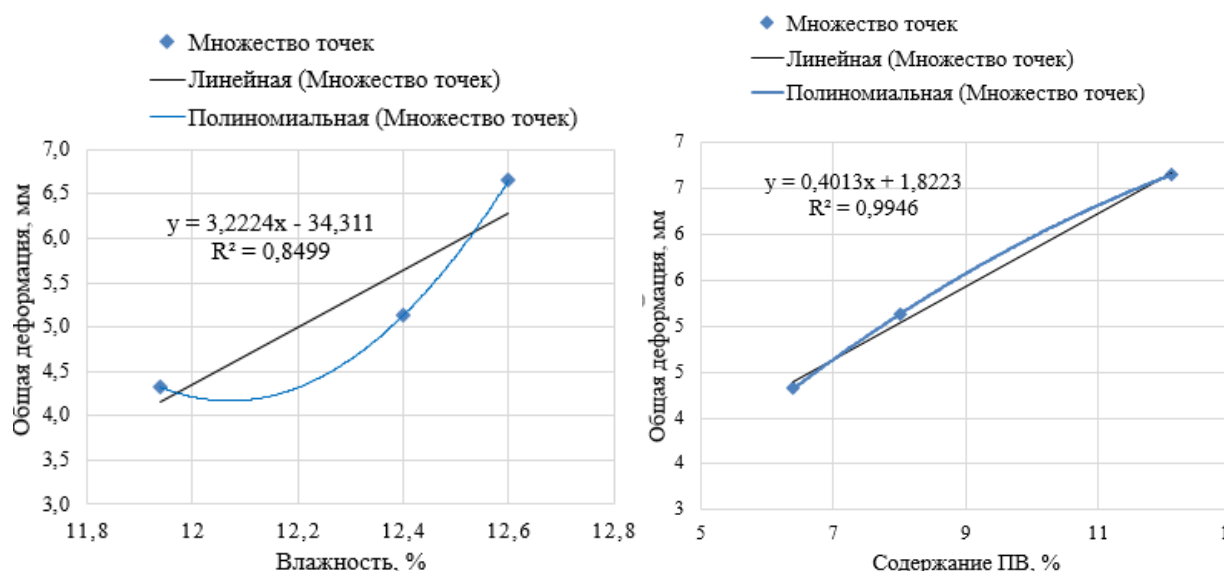 Множество точек
Линейная (Множество точек)
Полиномиальная (Множество точек)
Общая деформация, мм
7,0
6,5
6,0
5,5
5,0
4,5
4,0
3,5
3,0
y = 3,2224x - 34,311
R² = 0,8499
11,8 12 12,2 12,4 12,6 12,8
Влажность, %
Множество точек
Линейная (Множество точек)
Полиномиальная (Множество точек)
Общая деформация, мм
7
7
6
6
5
5
4
4
3
y = 0,4013x + 1,8223
R² = 0,9946
5 7 9 11
Содержание ПВ, %